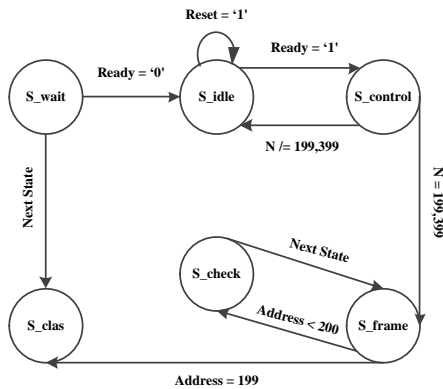 Reset = ‘1'
Ready = ‘0'
Ready = ‘1'
S_wait
S_idle
S_control
N /= 199,399
Next State
N = 199,399
Next State
S_check
Address < 200
S_clas
S_frame
Address = 199